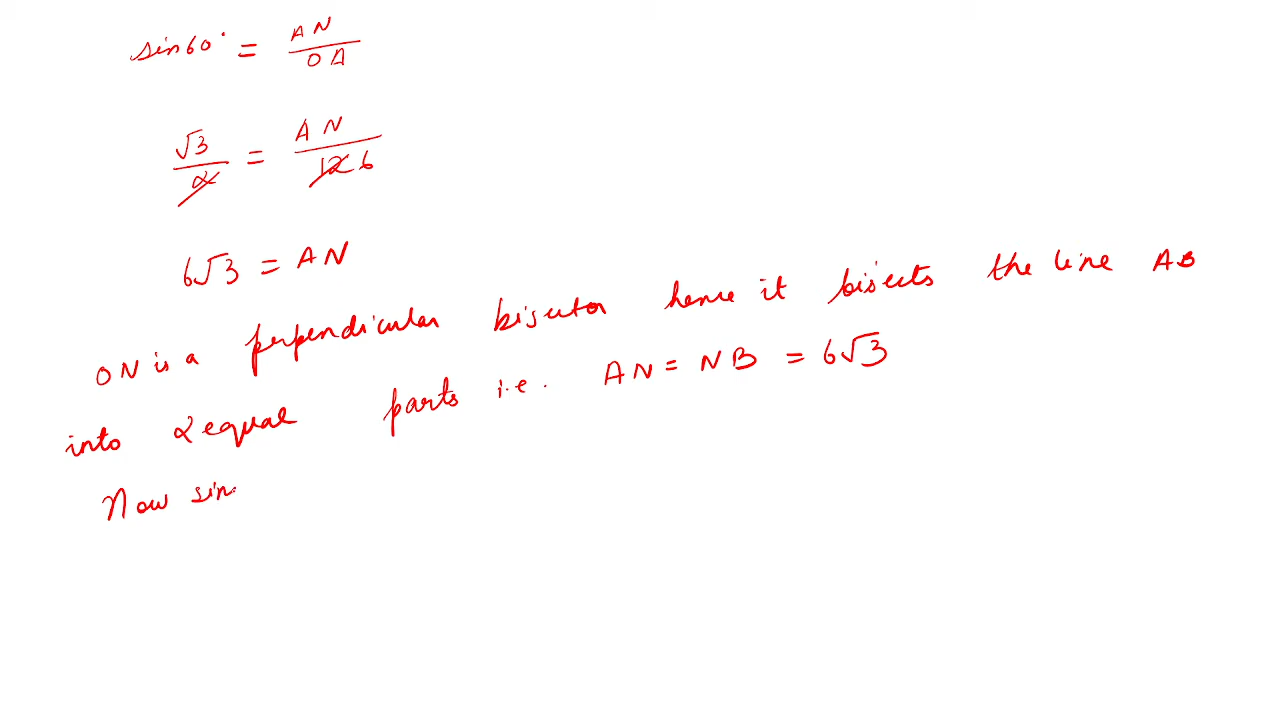 sin60° = AN/OA
√3/2 = AN/12 6
6√3 = AN
ON is a perpendicular bisector hence it bisects the line AB
into 2 equal parts i.e. AN = NB = 6√3
Now sin